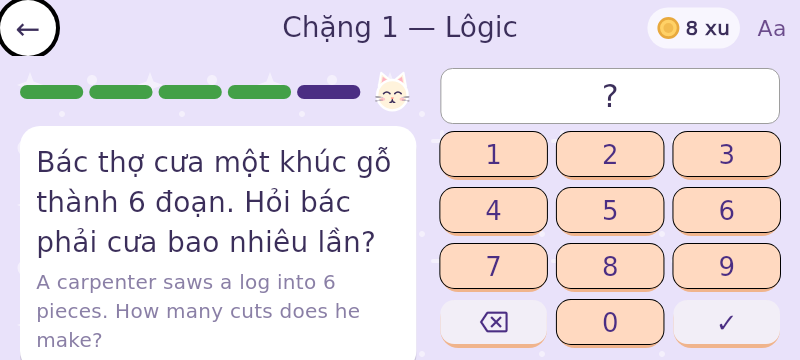 ←
Chặng 1 — Lôgic
8 xu
Aa
Bác thợ cưa một khúc gỗ
thành 6 đoạn. Hỏi bác
phải cưa bao nhiêu lần?
A carpenter saws a log into 6
pieces. How many cuts does he
make?
?
1 2 3
4 5 6
7 8 9
0 ✓